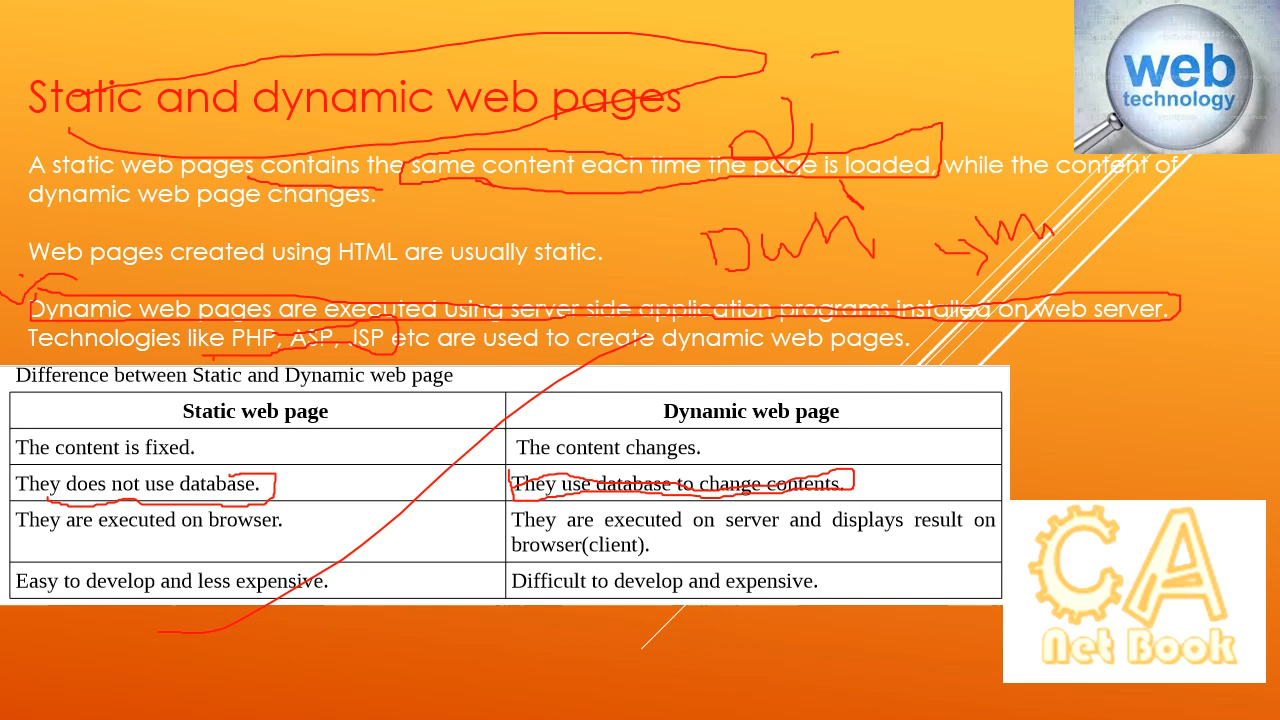 web
technology
Static and dynamic web pages
A static web pages contains the same content each time the page is loaded, while the content of
dynamic web page changes.
Web pages created using HTML are usually static.
Dynamic web pages are executed using server side application programs installed on web server.
Technologies like PHP, ASP, JSP etc are used to create dynamic web pages.
Difference between Static and Dynamic web page
Static web page Dynamic web page
The content is fixed. The content changes.
They does not use database. They use database to change contents.
They are executed on browser. They are executed on server and displays result on
browser(client).
Easy to develop and less expensive. Difficult to develop and expensive.
CA
Net Book